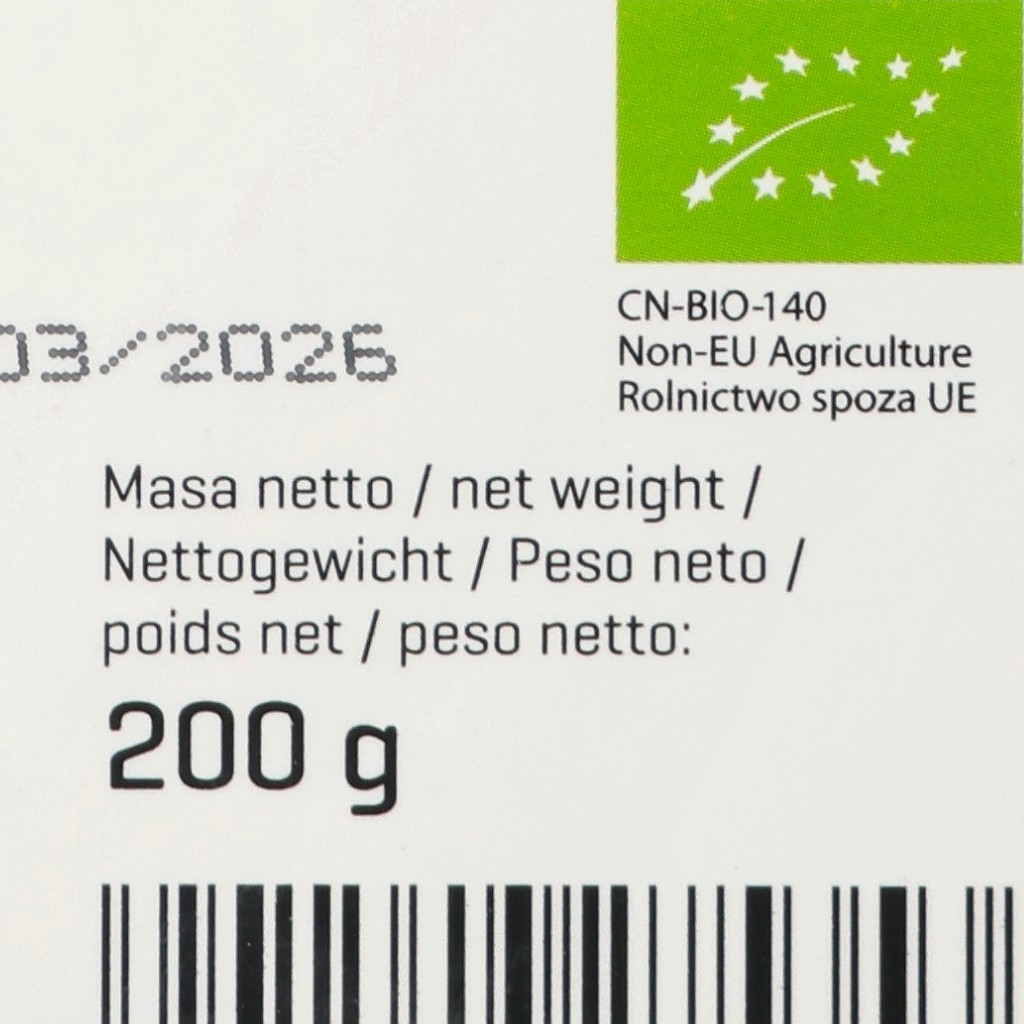 CN-BIO-140
Non-EU Agriculture
Rolnictwo spoza UE
03/2026
Masa netto / net weight /
Nettogewicht / Peso neto /
poids net / peso netto:
200 g